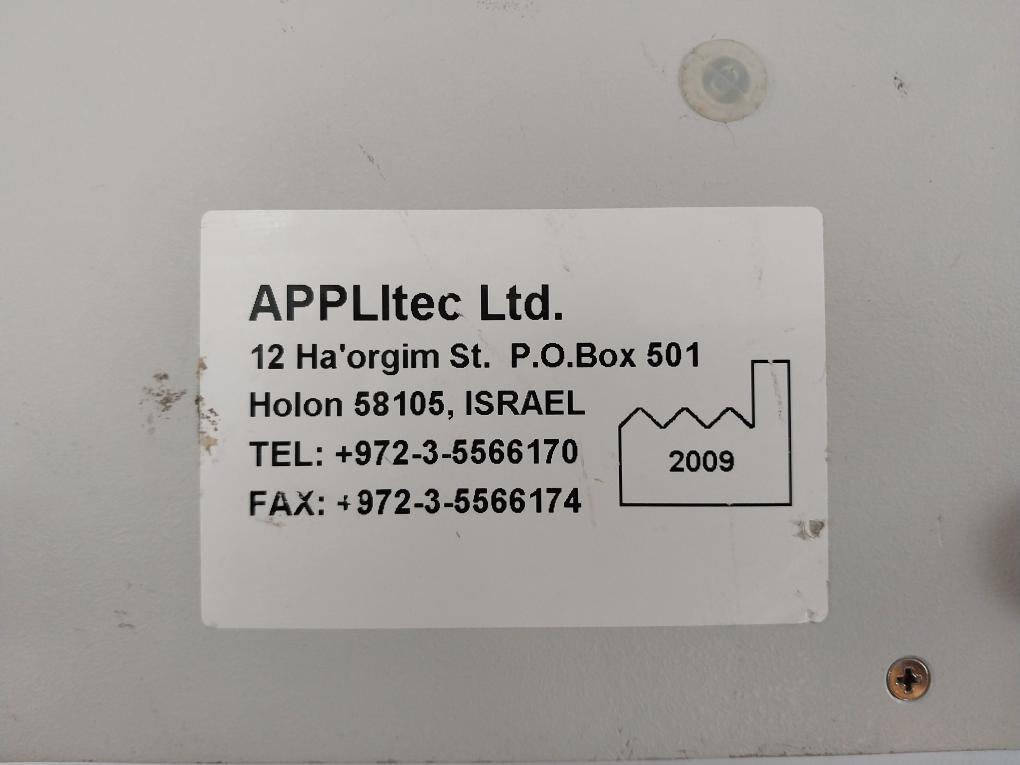 APPLItec Ltd.
12 Ha'orgim St. P.O.Box 501
Holon 58105, ISRAEL
TEL: +972-3-5566170
FAX: +972-3-5566174
2009